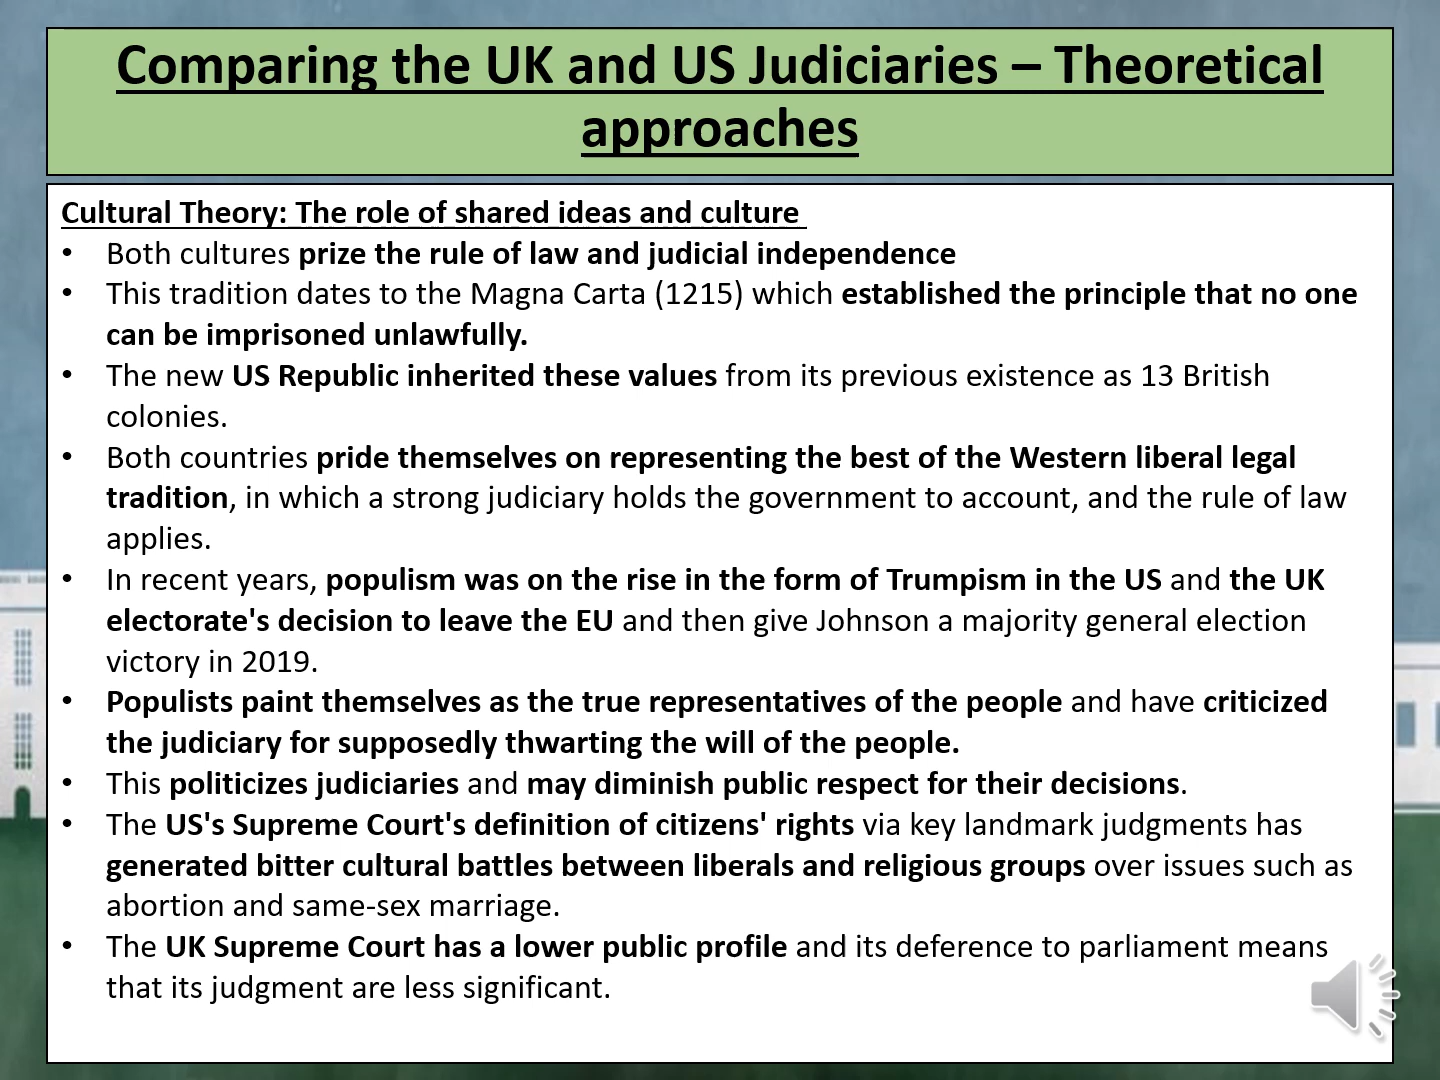 Comparing the UK and US Judiciaries – Theoretical
approaches
Cultural Theory: The role of shared ideas and culture
• Both cultures prize the rule of law and judicial independence
• This tradition dates to the Magna Carta (1215) which established the principle that no one
can be imprisoned unlawfully.
• The new US Republic inherited these values from its previous existence as 13 British
colonies.
• Both countries pride themselves on representing the best of the Western liberal legal
tradition, in which a strong judiciary holds the government to account, and the rule of law
applies.
• In recent years, populism was on the rise in the form of Trumpism in the US and the UK
electorate's decision to leave the EU and then give Johnson a majority general election
victory in 2019.
• Populists paint themselves as the true representatives of the people and have criticized
the judiciary for supposedly thwarting the will of the people.
• This politicizes judiciaries and may diminish public respect for their decisions.
• The US's Supreme Court's definition of citizens' rights via key landmark judgments has
generated bitter cultural battles between liberals and religious groups over issues such as
abortion and same-sex marriage.
• The UK Supreme Court has a lower public profile and its deference to parliament means
that its judgment are less significant.